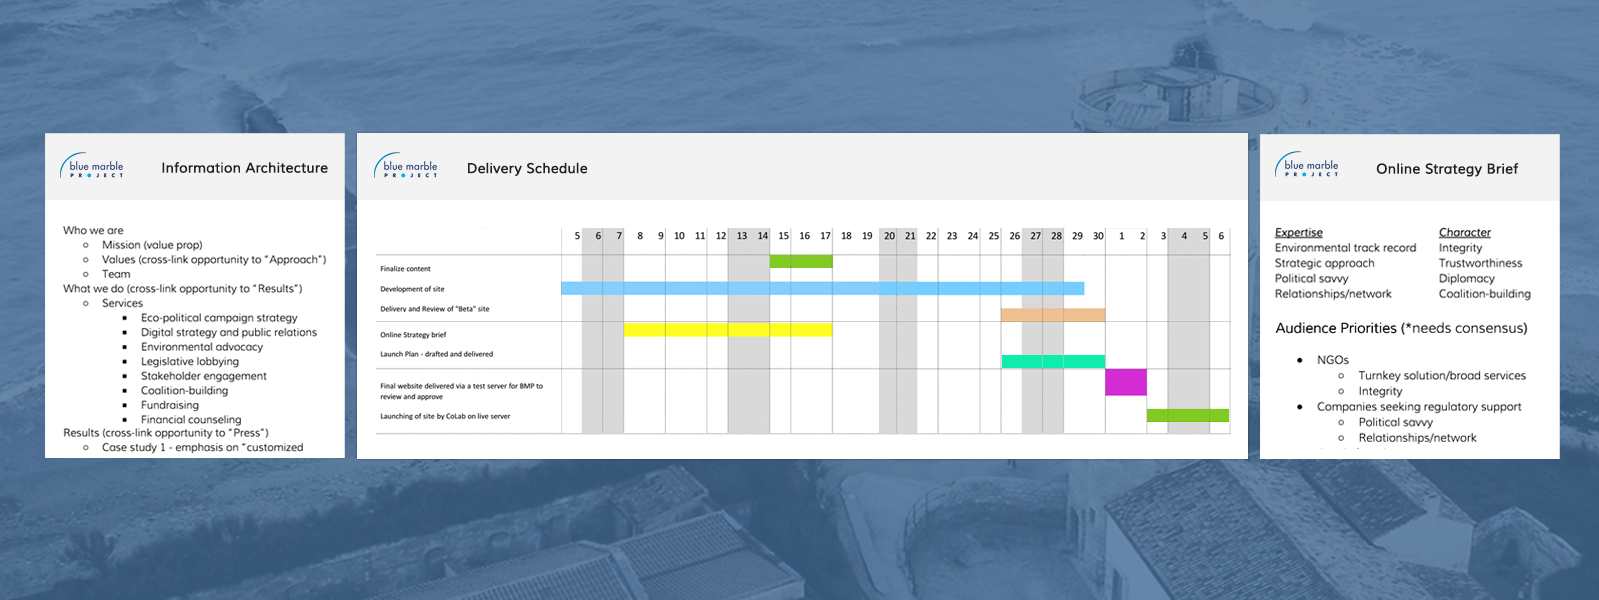 blue marble
PROJECT
Information Architecture
Who we are
Mission (value prop)
Values (cross-link opportunity to "Approach")
Team
What we do (cross-link opportunity to "Results")
Services
Eco-political campaign strategy
Digital strategy and public relations
Environmental advocacy
Legislative lobbying
Stakeholder engagement
Coalition-building
Fundraising
Financial counseling
Results (cross-link opportunity to "Press")
Case study 1 - emphasis on "customized
blue marble
PROJECT
Delivery Schedule
5 6 7 8 9 10 11 12 13 14 15 16 17 18 19 20 21 22 23 24 25 26 27 28 29 30 1 2 3 4 5 6
Finalize content
Development of site
Delivery and Review of "Beta" site
Online Strategy brief
Launch Plan - drafted and delivered
Final website delivered via a test server for BMP to
review and approve
Launching of site by CoLab on live server
blue marble
PROJECT
Online Strategy Brief
Expertise
Environmental track record
Strategic approach
Political savvy
Relationships/network
Character
Integrity
Trustworthiness
Diplomacy
Coalition-building
Audience Priorities (*needs consensus)
NGOs
Turnkey solution/broad services
Integrity
Companies seeking regulatory support
Political savvy
Relationships/network